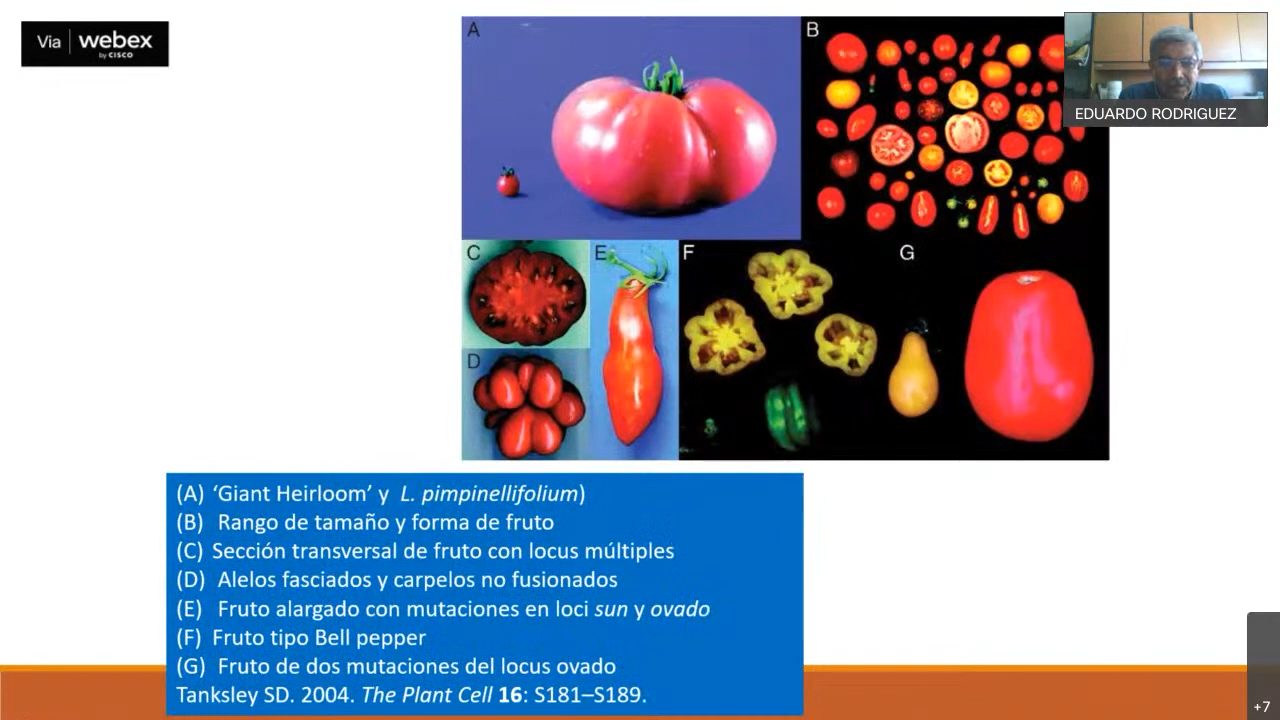 Via | webex
by CISCO
A
B
EDUARDO RODRIGUEZ
C
E
F
G
D
(A) ‘Giant Heirloom’ y L. pimpinellifolium)
(B) Rango de tamaño y forma de fruto
(C) Sección transversal de fruto con locus múltiples
(D) Alelos fasciados y carpelos no fusionados
(E) Fruto alargado con mutaciones en loci sun y ovado
(F) Fruto tipo Bell pepper
(G) Fruto de dos mutaciones del locus ovado
Tanksley SD. 2004. The Plant Cell 16: S181–S189.
+7